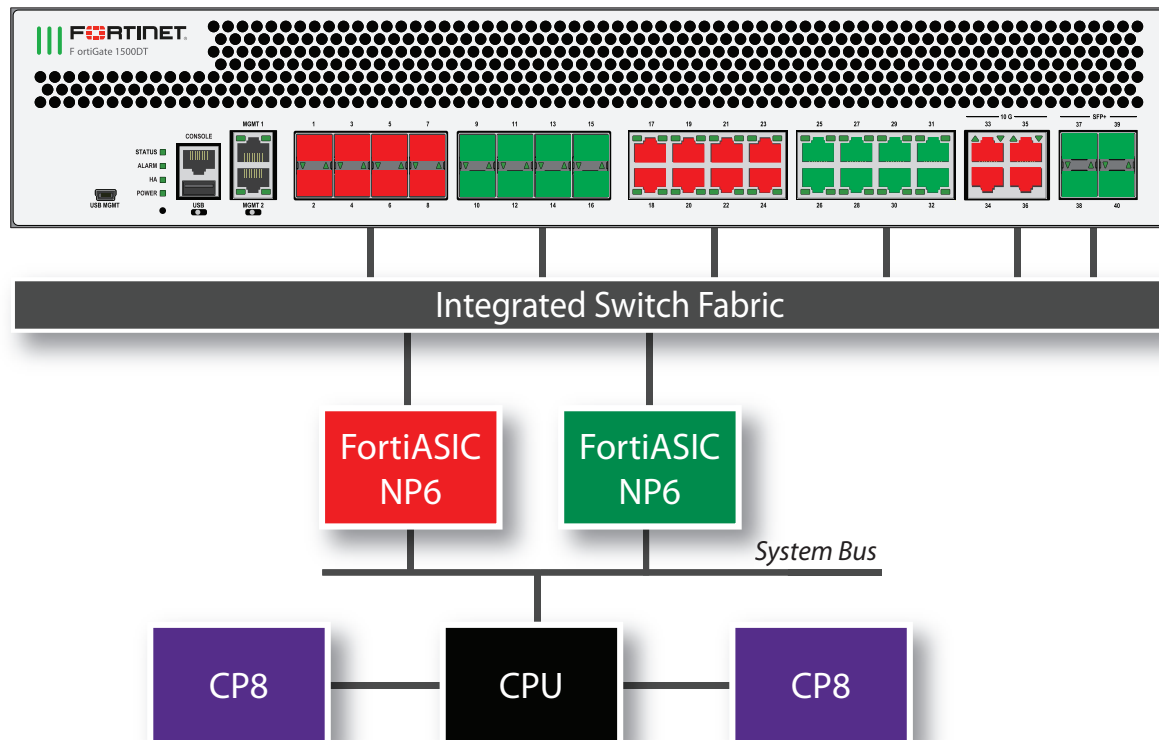 FORTINET
FortiGate 1500DT
MGMT 1 1 3 5 7 9 11 13 15 17 19 21 23 25 27 29 31 10 G 33 35 SFP+ 37 39
CONSOLE
STATUS
ALARM
HA
POWER
USB MGMT USB MGMT 2 2 4 6 8 10 12 14 16 18 20 22 24 26 28 30 32 34 36 38 40
Integrated Switch Fabric
FortiASIC
NP6
FortiASIC
NP6
System Bus
CP8
CPU
CP8